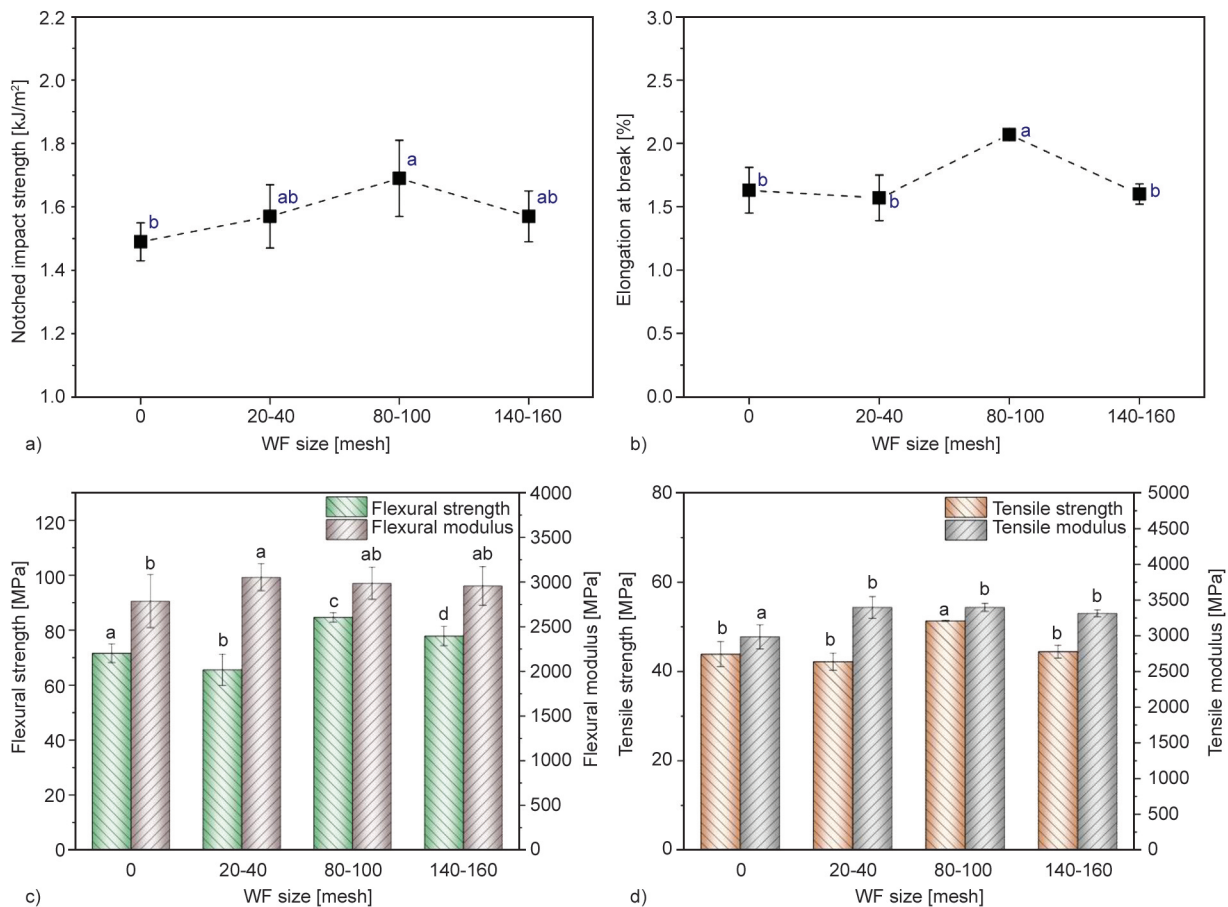 2.2
2.0
1.8
1.6
1.4
1.2
1.0
Notched impact strength [kJ/m²]
b
ab
a
ab
0 20-40 80-100 140-160
WF size [mesh]
a)
3.0
2.5
2.0
1.5
1.0
0.5
0.0
Elongation at break [%]
b
b
a
b
0 20-40 80-100 140-160
WF size [mesh]
b)
120
100
80
60
40
20
0
Flexural strength [MPa]
Flexural strength
Flexural modulus
a b
b a
c ab
d ab
4000
3500
3000
2500
2000
1500
1000
500
0
Flexural modulus [MPa]
0 20-40 80-100 140-160
WF size [mesh]
c)
80
60
40
20
0
Tensile strength [MPa]
Tensile strength
Tensile modulus
b a
b b
a b
b b
5000
4500
4000
3500
3000
2500
2000
1500
1000
500
0
Tensile modulus [MPa]
0 20-40 80-100 140-160
WF size [mesh]
d)